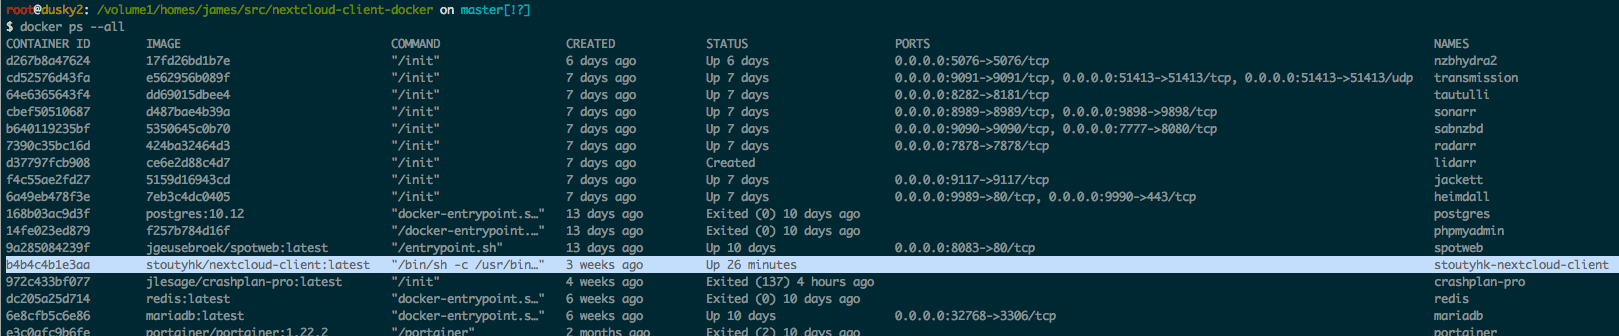 root@dusky2: /volume1/homes/james/src/nextcloud-client-docker on master[!?]
$ docker ps --all
CONTAINER ID IMAGE COMMAND CREATED STATUS PORTS NAMES
d267b8a47624 17fd26bd1b7e "/init" 6 days ago Up 6 days 0.0.0.0:5076->5076/tcp nzbhydra2
cd52576d43fa e562956b089f "/init" 7 days ago Up 7 days 0.0.0.0:9091->9091/tcp, 0.0.0.0:51413->51413/tcp, 0.0.0.0:51413->51413/udp transmission
64e6365643f4 dd69015dbee4 "/init" 7 days ago Up 7 days 0.0.0.0:8282->8181/tcp tautulli
cbef50510687 d487bae4b39a "/init" 7 days ago Up 7 days 0.0.0.0:8989->8989/tcp, 0.0.0.0:9898->9898/tcp sonarr
b640119235bf 5350645c0b70 "/init" 7 days ago Up 7 days 0.0.0.0:9090->9090/tcp, 0.0.0.0:7777->8080/tcp sabnzbd
7390c35bc16d 424ba32464d3 "/init" 7 days ago Up 7 days 0.0.0.0:7878->7878/tcp radarr
d37797fcb908 ce6e2d88c4d7 "/init" 7 days ago Created lidarr
f4c55ae2fd27 5159d16943cd "/init" 7 days ago Up 7 days 0.0.0.0:9117->9117/tcp jackett
6a49eb478f3e 7eb3c4dc0405 "/init" 7 days ago Up 7 days 0.0.0.0:9989->80/tcp, 0.0.0.0:9990->443/tcp heimdall
168b03ac9d3f postgres:10.12 "docker-entrypoint.s…" 13 days ago Exited (0) 10 days ago postgres
14fe023ed879 f257b784d16f "/docker-entrypoint.…" 13 days ago Exited (0) 10 days ago phpmyadmin
9a285084239f jgeusebroek/spotweb:latest "/entrypoint.sh" 13 days ago Up 10 days 0.0.0.0:8083->80/tcp spotweb
b4b4c4b1e3aa stoutyhk/nextcloud-client:latest "/bin/sh -c /usr/bin…" 3 weeks ago Up 26 minutes stoutyhk-nextcloud-client
972c433bf077 jlesage/crashplan-pro:latest "/init" 4 weeks ago Exited (137) 4 hours ago crashplan-pro
dc205a25d714 redis:latest "docker-entrypoint.s…" 6 weeks ago Exited (0) 10 days ago redis
6e8cfb5c6e86 mariadb:latest "docker-entrypoint.s…" 6 weeks ago Up 10 days 0.0.0.0:32768->3306/tcp mariadb
e3c0afc9b6fe portainer/portainer:1.22.2 "/portainer" 2 months ago Exited (2) 10 days ago portainer